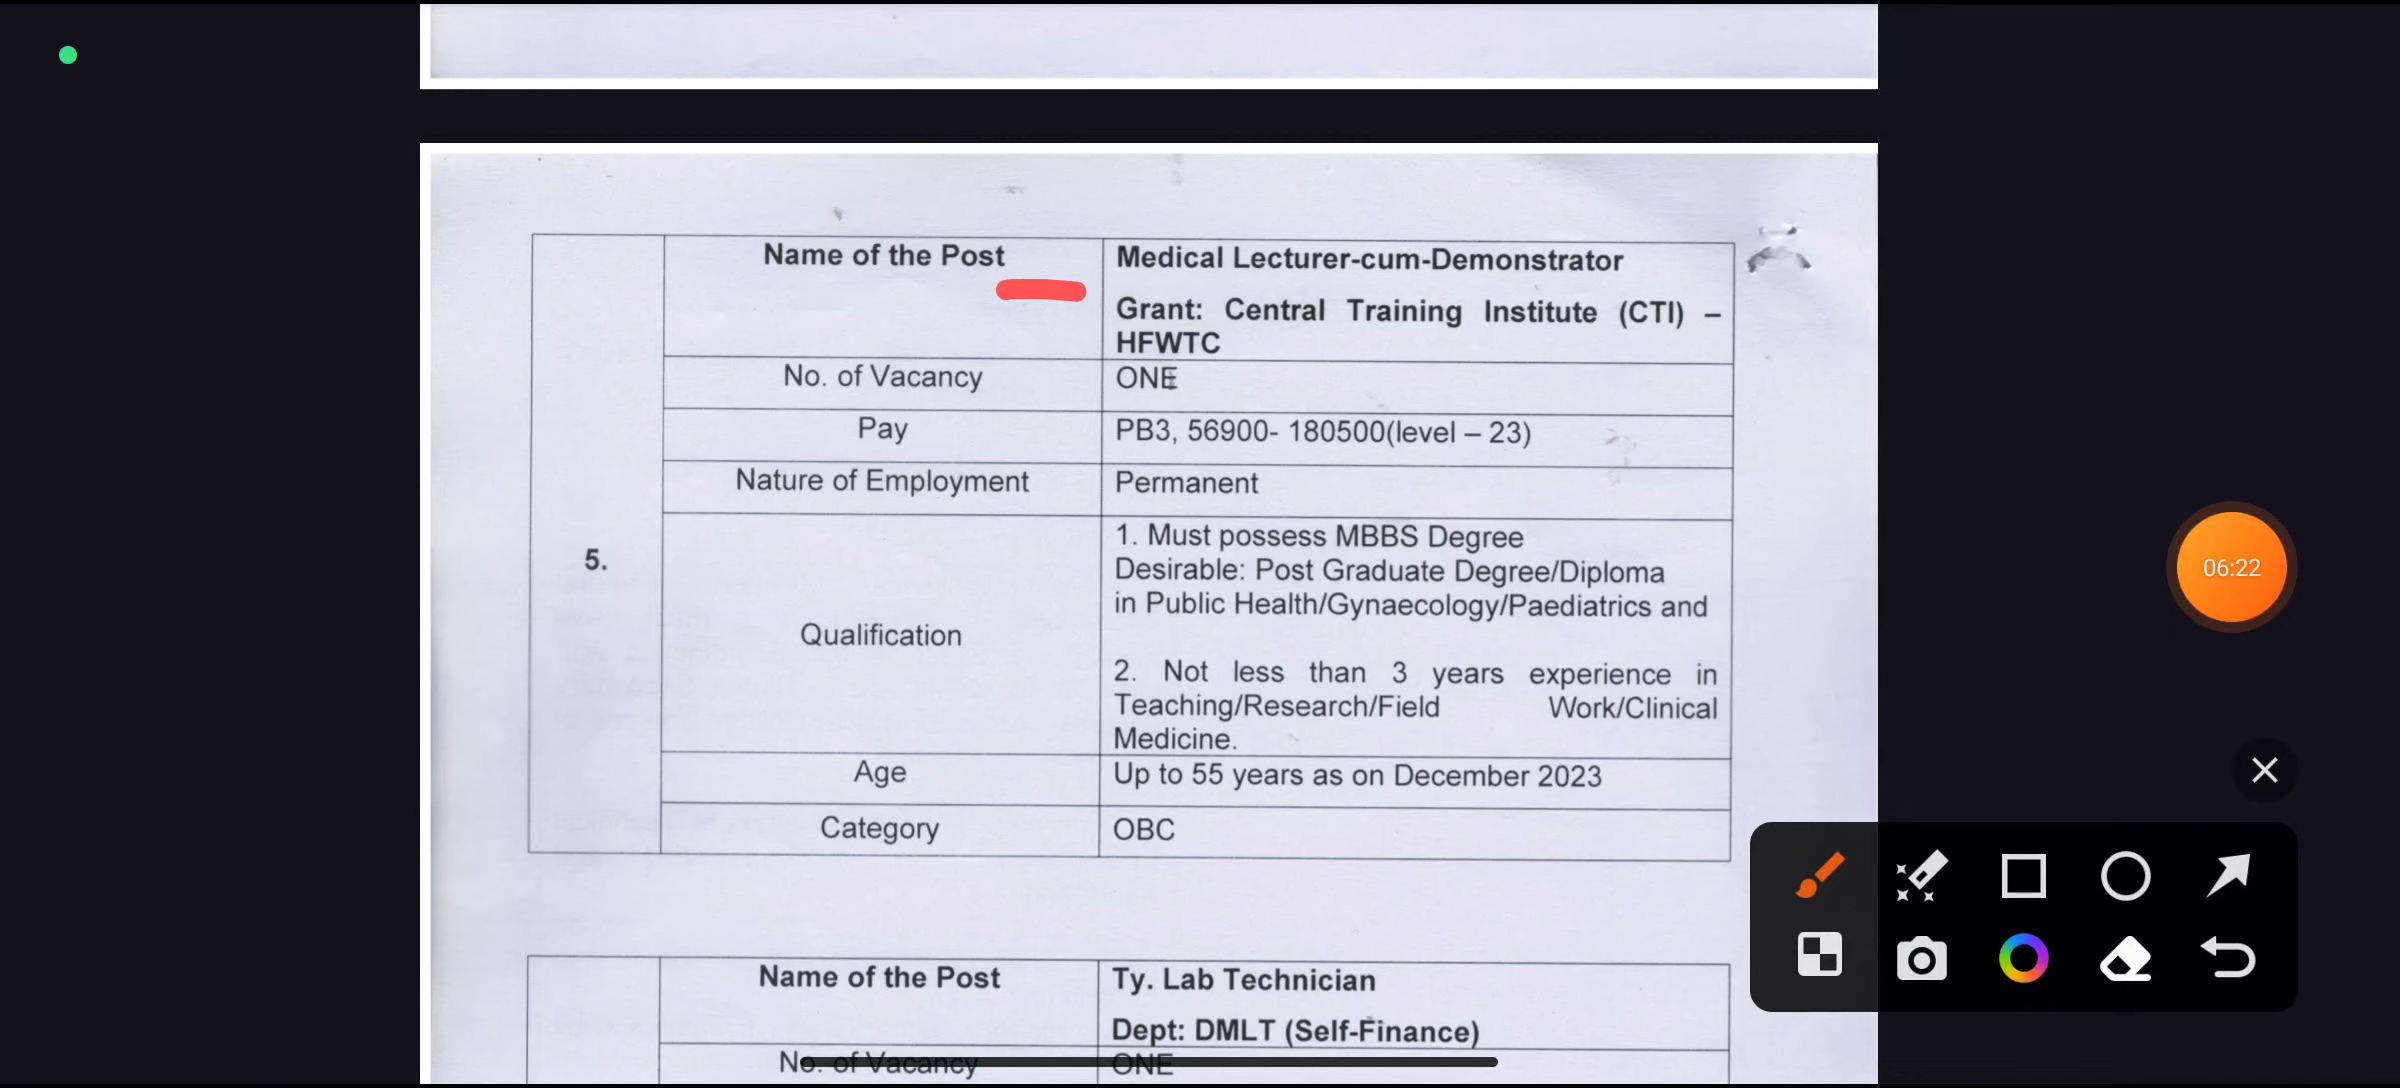 Name of the Post
Medical Lecturer-cum-Demonstrator
Grant: Central Training Institute (CTI) –
HFWTC
No. of Vacancy
ONE
Pay
PB3, 56900- 180500(level – 23)
Nature of Employment
Permanent
5.
Qualification
1. Must possess MBBS Degree
Desirable: Post Graduate Degree/Diploma
in Public Health/Gynaecology/Paediatrics and
2. Not less than 3 years experience in
Teaching/Research/Field Work/Clinical
Medicine.
Age
Up to 55 years as on December 2023
Category
OBC
Name of the Post
Ty. Lab Technician
Dept: DMLT (Self-Finance)
No. of Vacancy
ONE
06:22